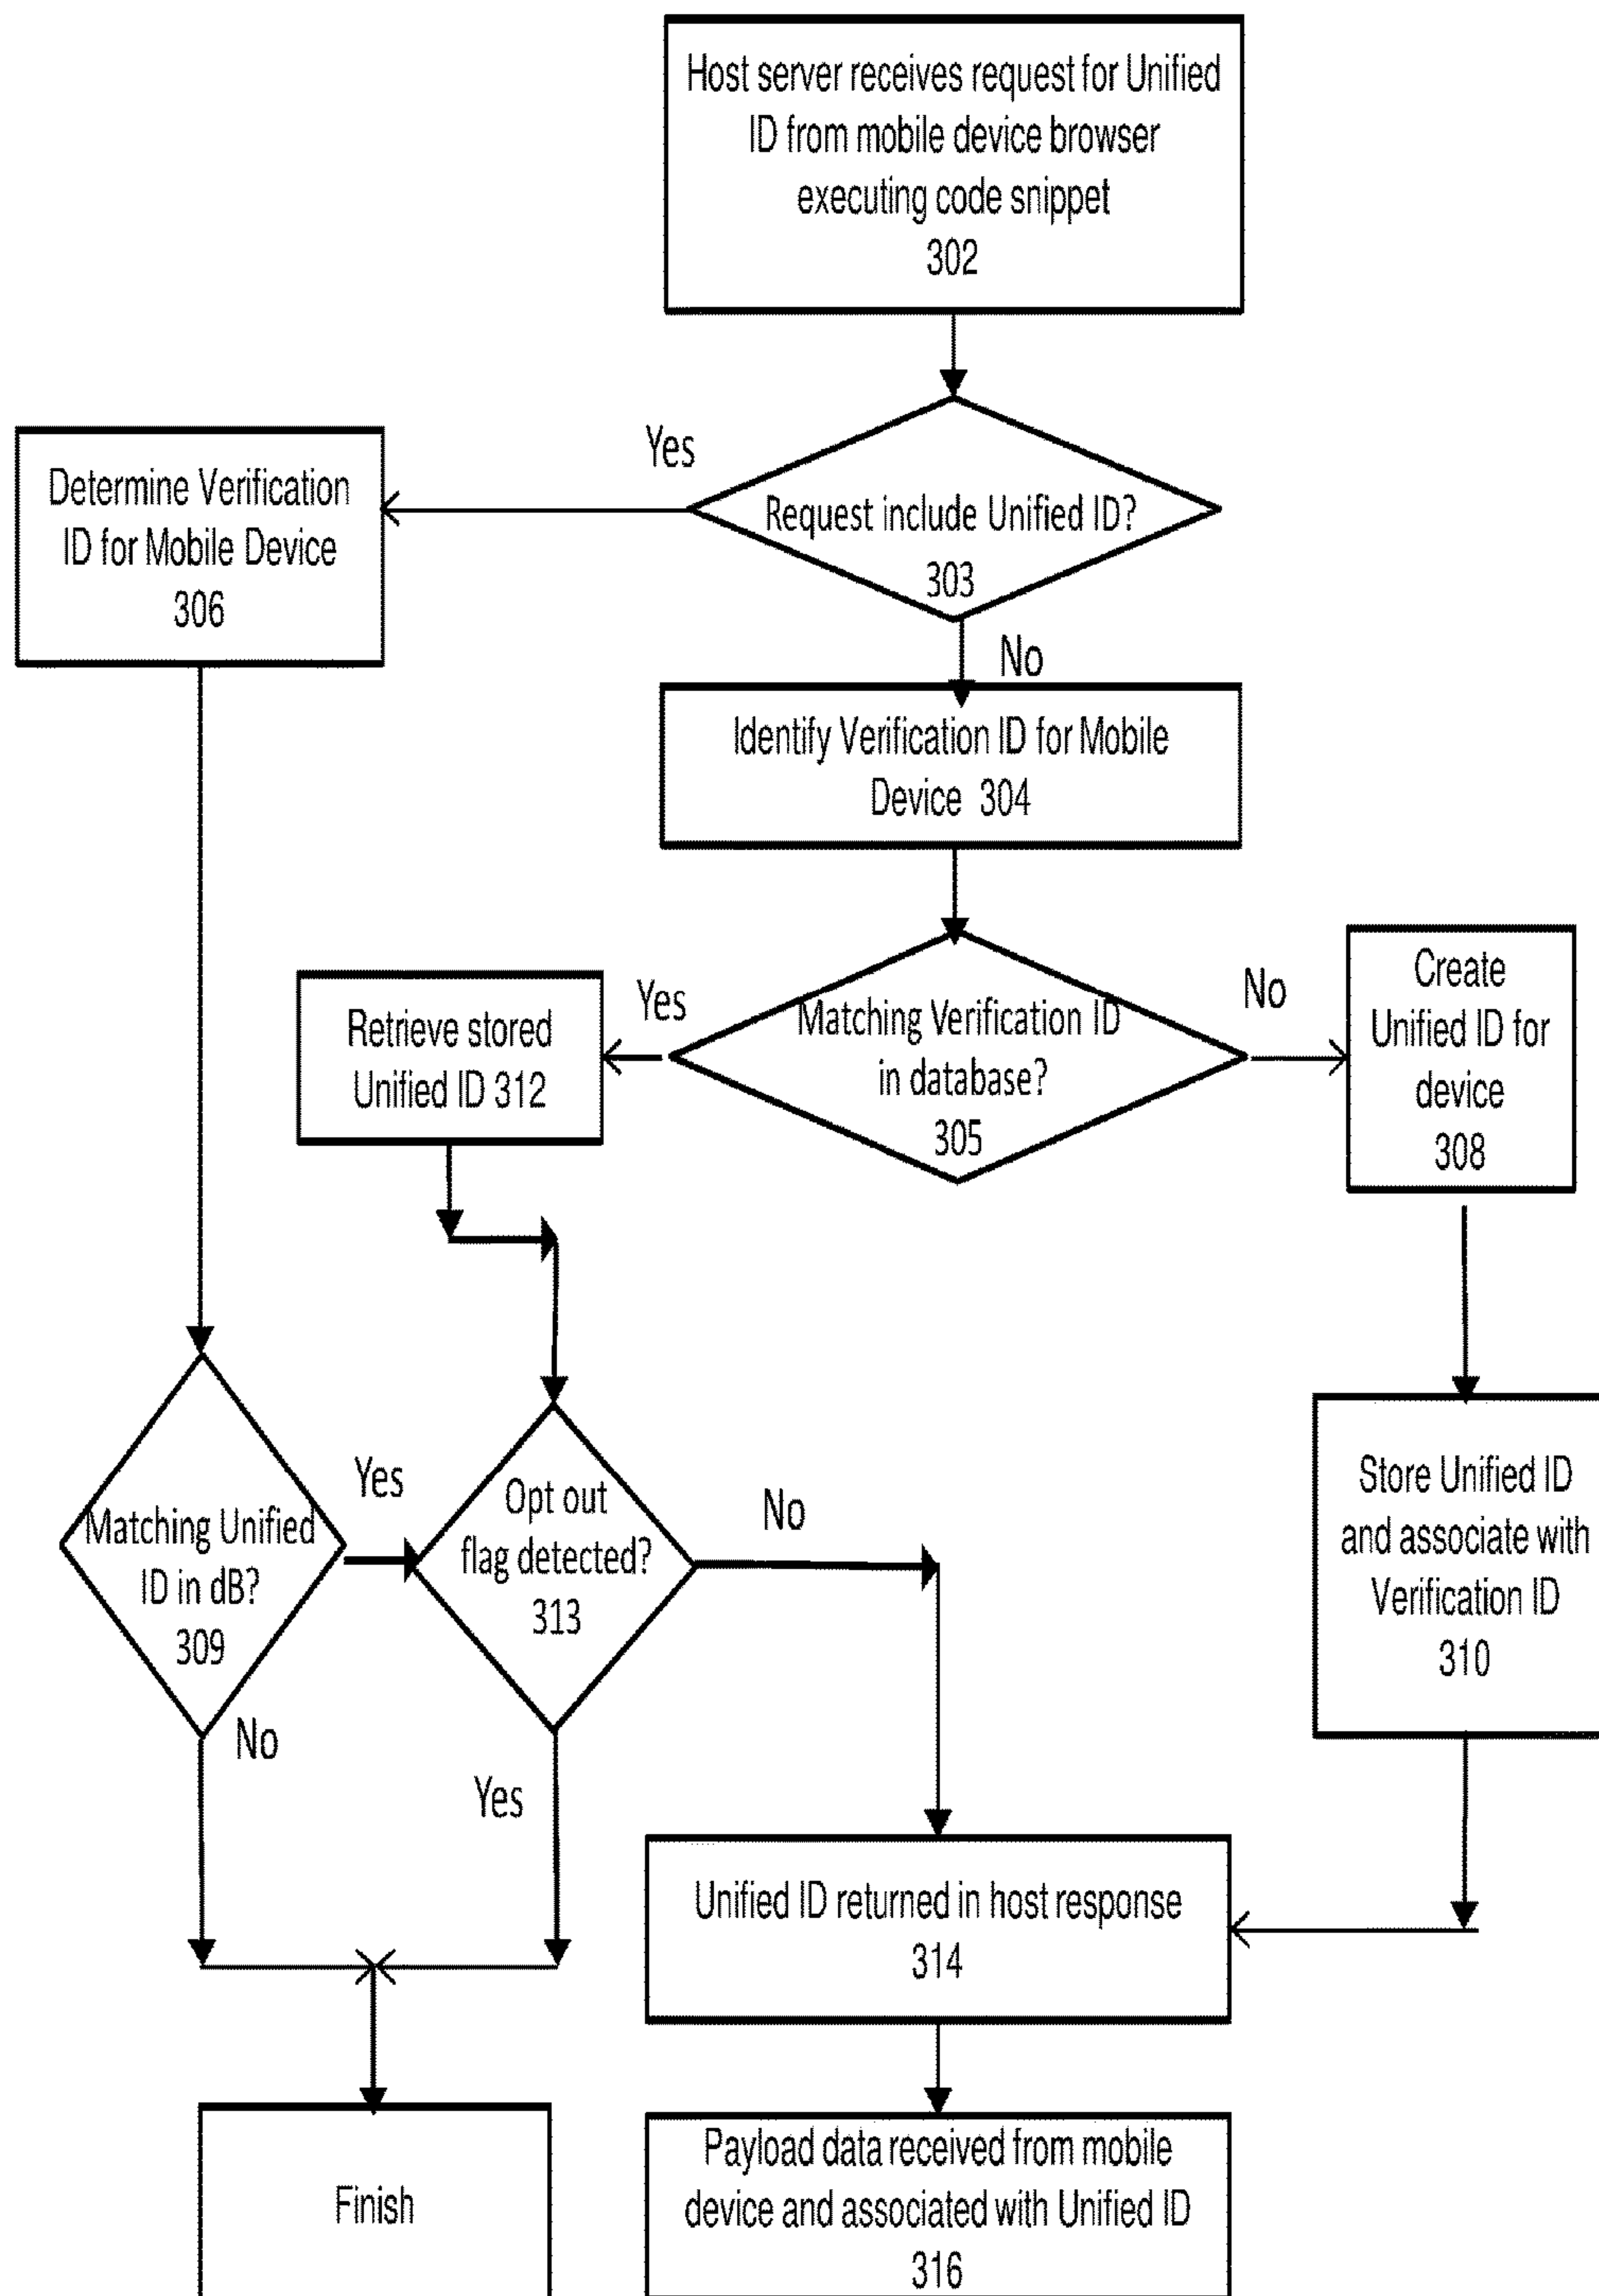 Host server receives request for Unified
ID from mobile device browser
executing code snippet
302
Yes
Request include Unified ID?
303
Determine Verification
ID for Mobile Device
306
No
Identify Verification ID for Mobile
Device 304
Matching Verification ID
in database?
305
Yes
No
Retrieve stored
Unified ID 312
Create
Unified ID for
device
308
Matching Unified
ID in dB?
309
Yes
No
Opt out
flag detected?
313
No
Yes
Store Unified ID
and associate with
Verification ID
310
Unified ID returned in host response
314
Finish
Payload data received from mobile
device and associated with Unified ID
316